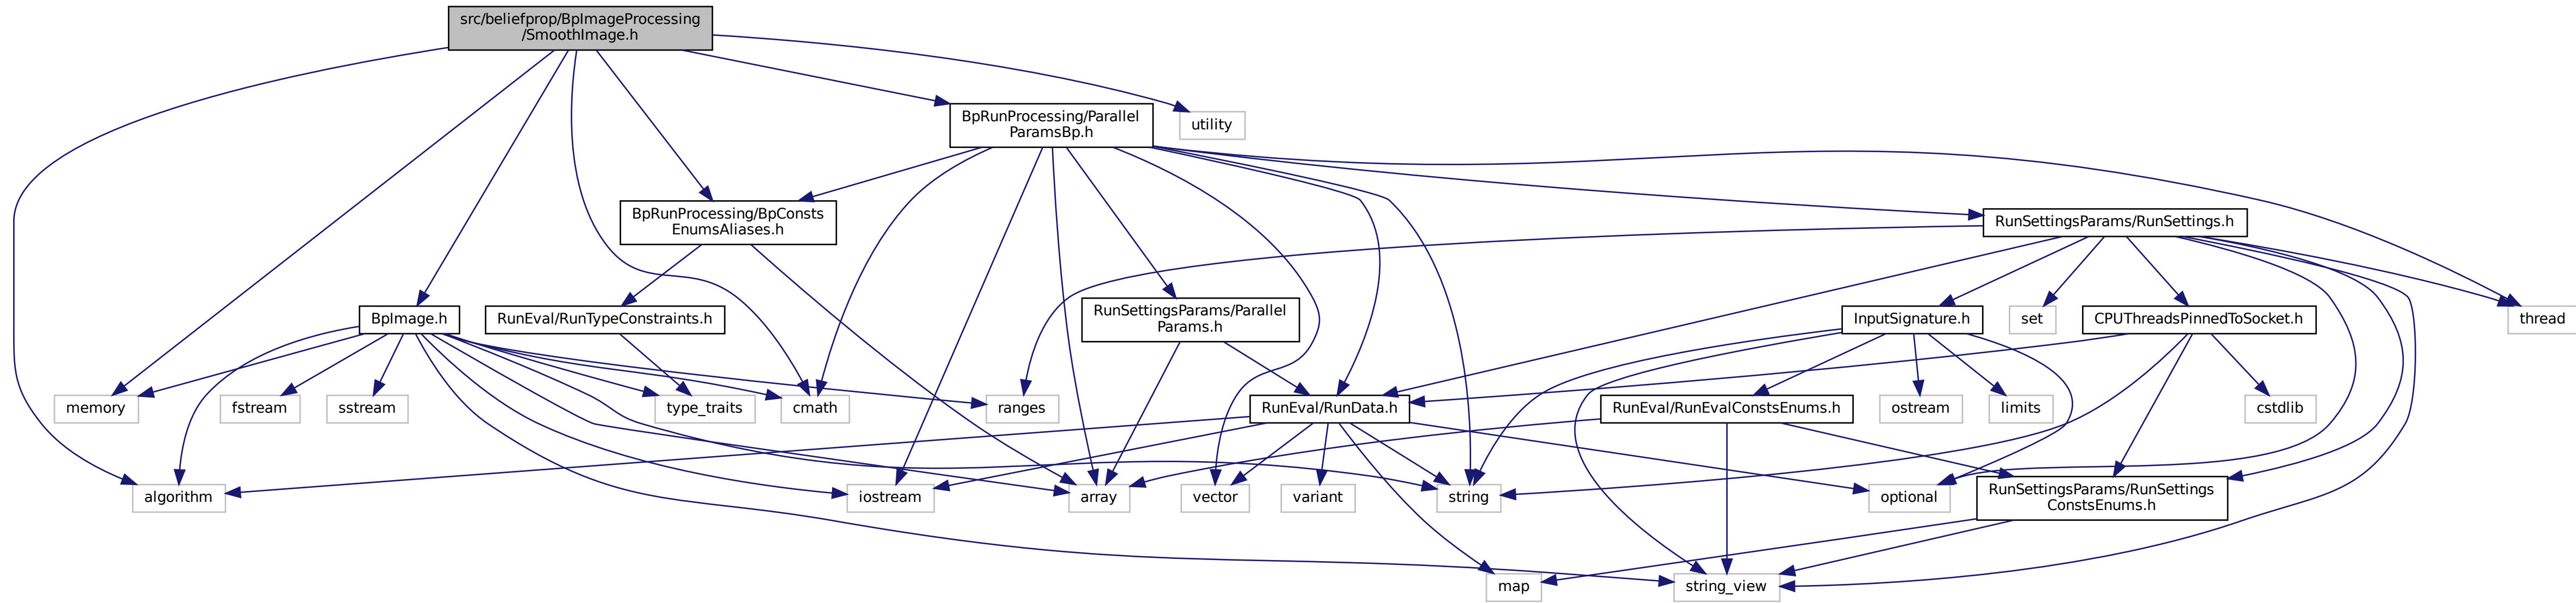 src/beliefprop/BpImageProcessing
/SmoothImage.h
BpRunProcessing/Parallel
ParamsBp.h
utility
BpRunProcessing/BpConsts
EnumsAliases.h
RunSettingsParams/RunSettings.h
BpImage.h
RunEval/RunTypeConstraints.h
RunSettingsParams/Parallel
Params.h
InputSignature.h
set
CPUThreadsPinnedToSocket.h
thread
memory
fstream
sstream
type_traits
cmath
ranges
RunEval/RunData.h
RunEval/RunEvalConstsEnums.h
ostream
limits
cstdlib
algorithm
iostream
array
vector
variant
string
optional
RunSettingsParams/RunSettings
ConstsEnums.h
map
string_view